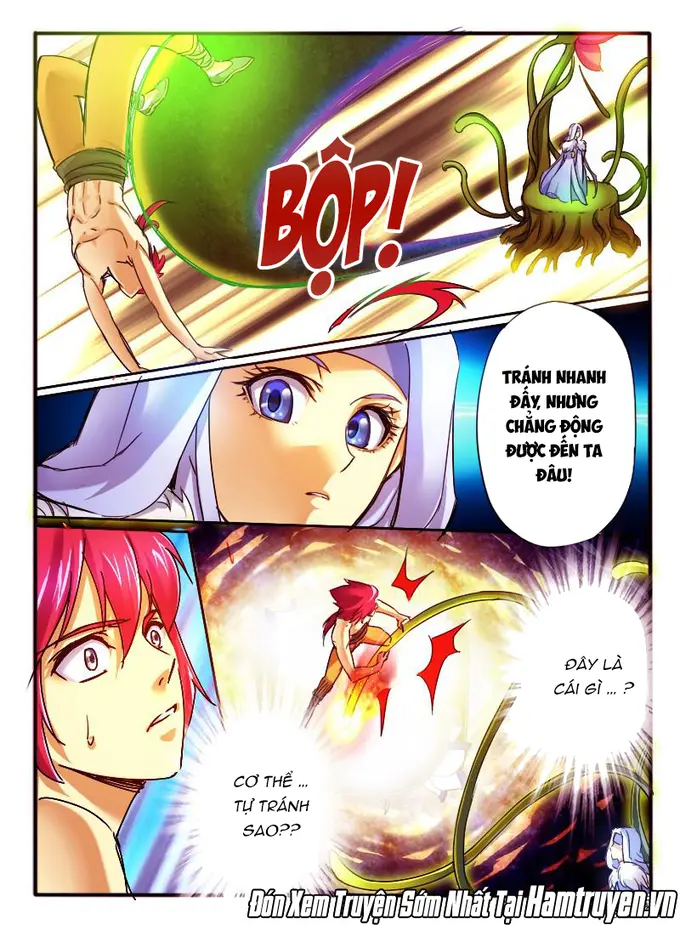 BỘP!
TRÁNH NHANH
ĐẤY, NHƯNG
CHẲNG ĐỘNG
ĐƯỢC ĐẾN TA
ĐÂU!
ĐÂY LÀ
CÁI GÌ ... ?
CƠ THỂ ...
TỰ TRÁNH
SAO??
Đón Xem Truyện Sớm Nhất Tại Hamtruyen.vn